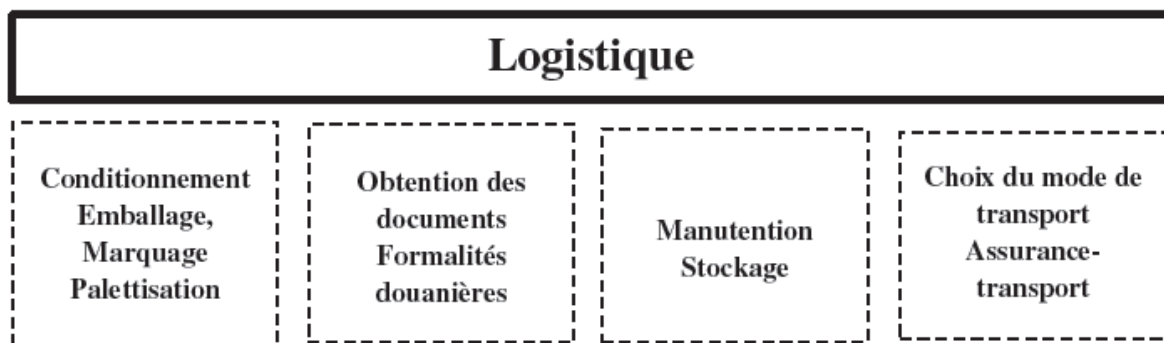 Logistique
Conditionnement
Emballage,
Marquage
Palettisation
Obtention des
documents
Formalités
douanières
Manutention
Stockage
Choix du mode de
transport
Assurance-
transport